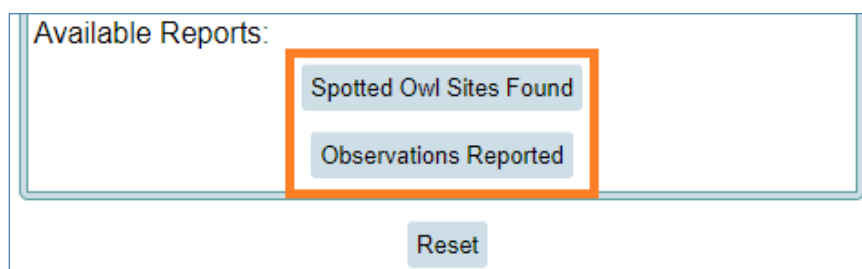 Available Reports:
Spotted Owl Sites Found
Observations Reported
Reset